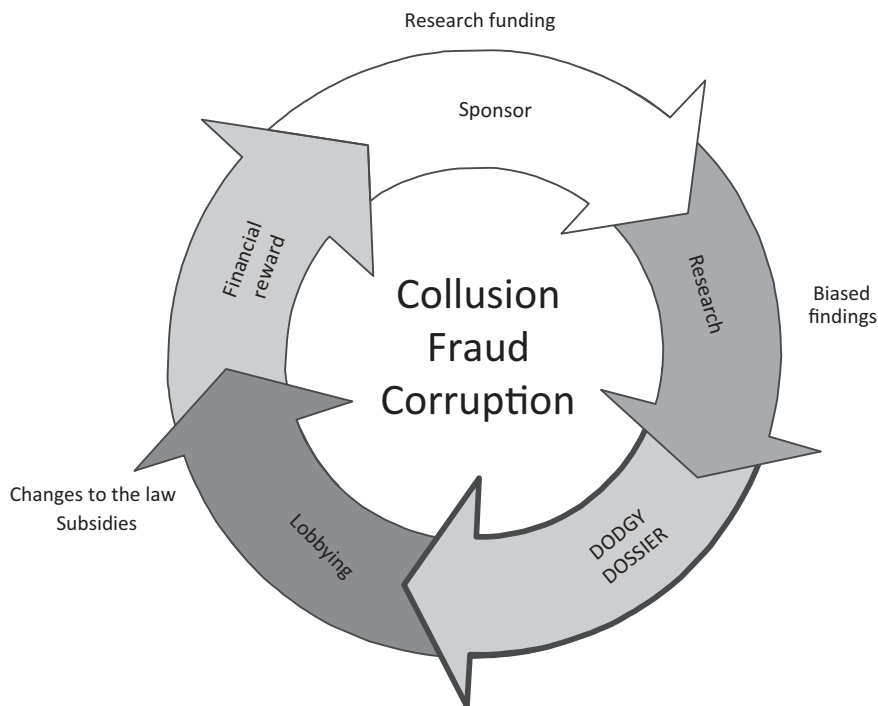 Research funding
Sponsor
Research
Biased
findings
DODGY
DOSSIER
Lobbying
Changes to the law
Subsidies
Financial
reward
Collusion
Fraud
Corruption